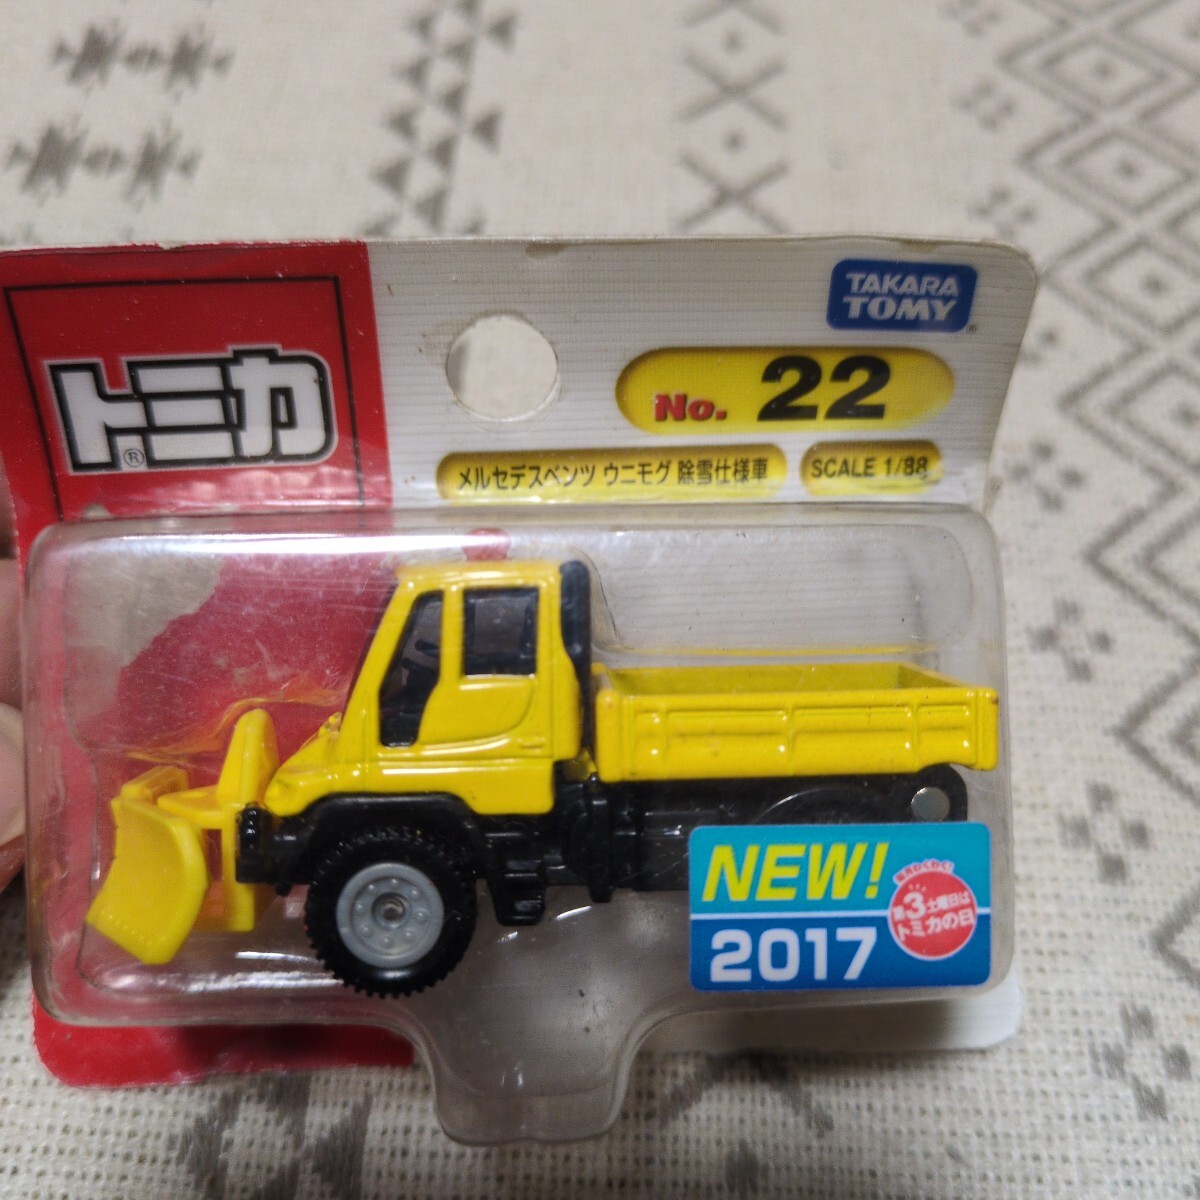 TAKARA
TOMY
トミカ
No. 22
メルセデスベンツ ウニモグ 除雪仕様車
SCALE 1/88
NEW!
2017
第3土曜日は
トミカの日